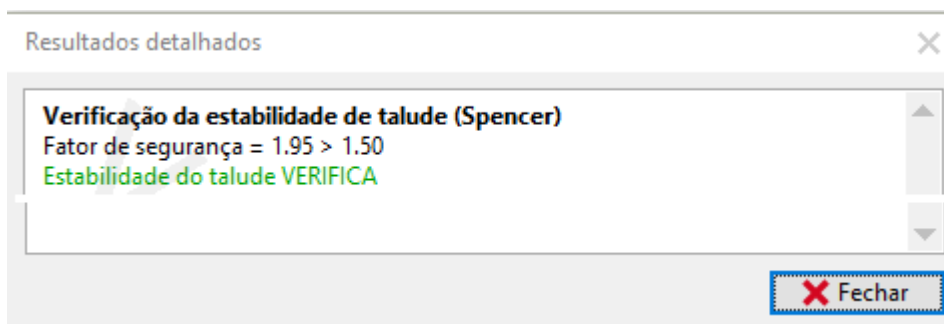 Resultados detalhados
Verificação da estabilidade de talude (Spencer)
Fator de segurança = 1.95 > 1.50
Estabilidade do talude VERIFICA
Fechar